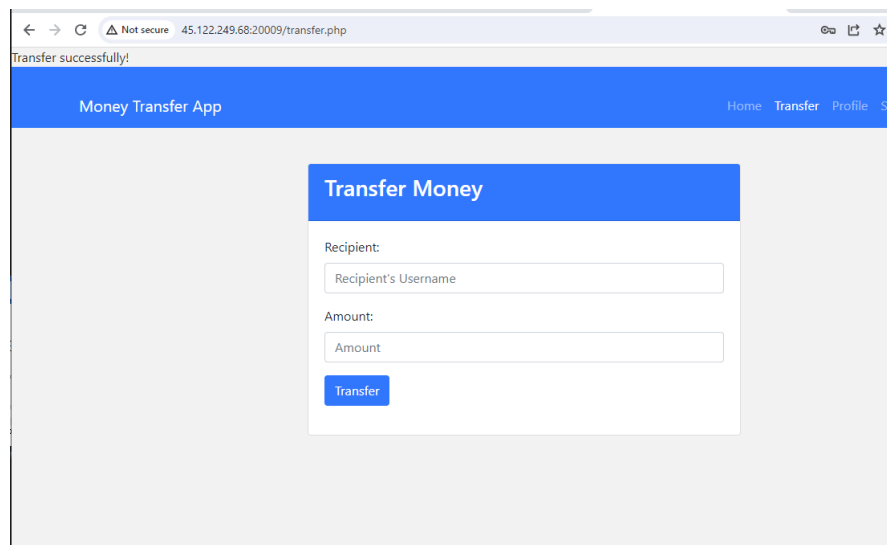 Not secure 45.122.249.68:20009/transfer.php
Transfer successfully!
Money Transfer App Home Transfer Profile S
Transfer Money
Recipient:
Recipient's Username
Amount:
Amount
Transfer